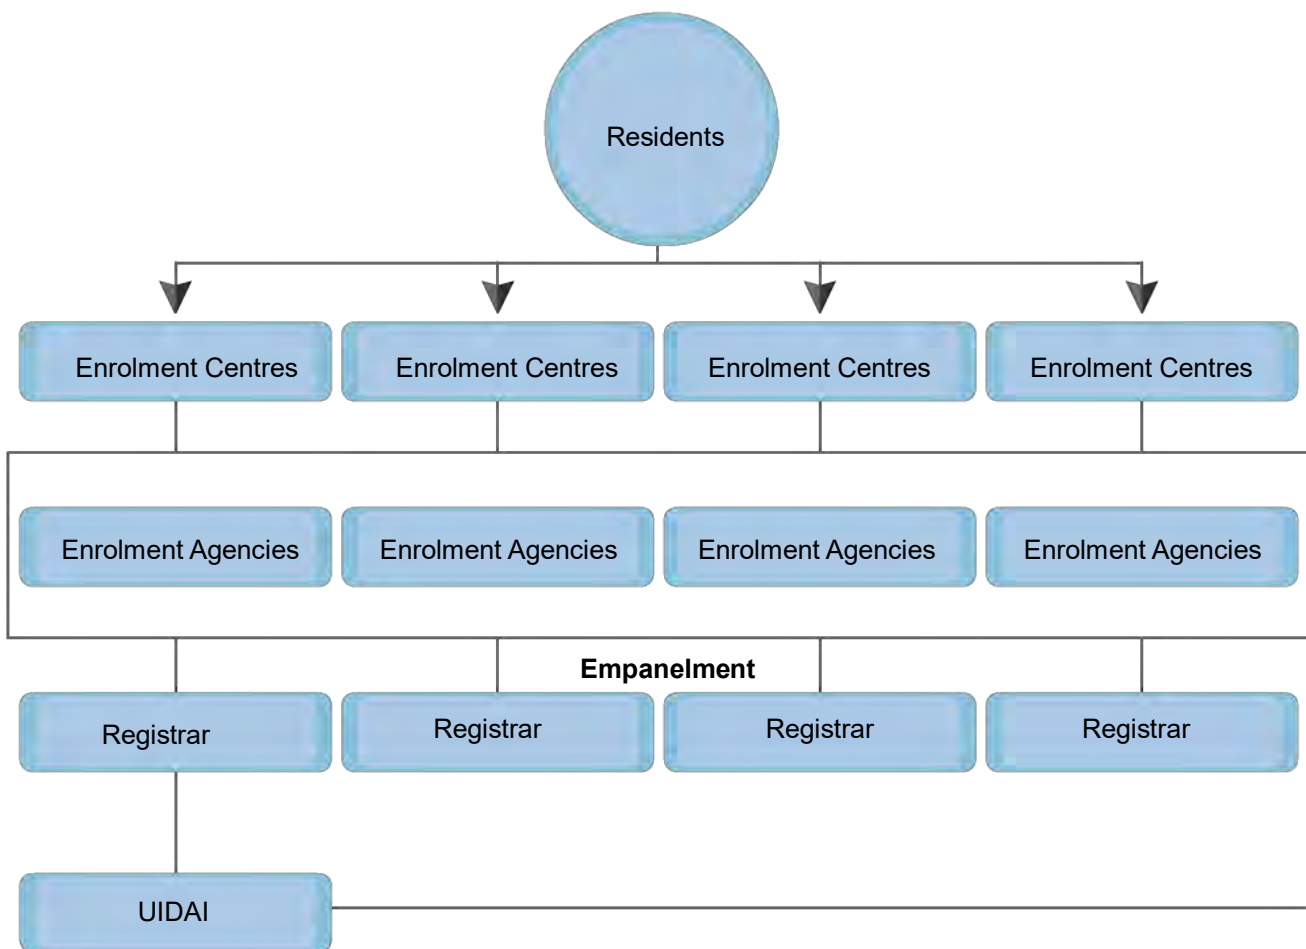 Residents
Enrolment Centres
Enrolment Centres
Enrolment Centres
Enrolment Centres
Enrolment Agencies
Enrolment Agencies
Enrolment Agencies
Enrolment Agencies
Empanelment
Registrar
Registrar
Registrar
Registrar
UIDAI